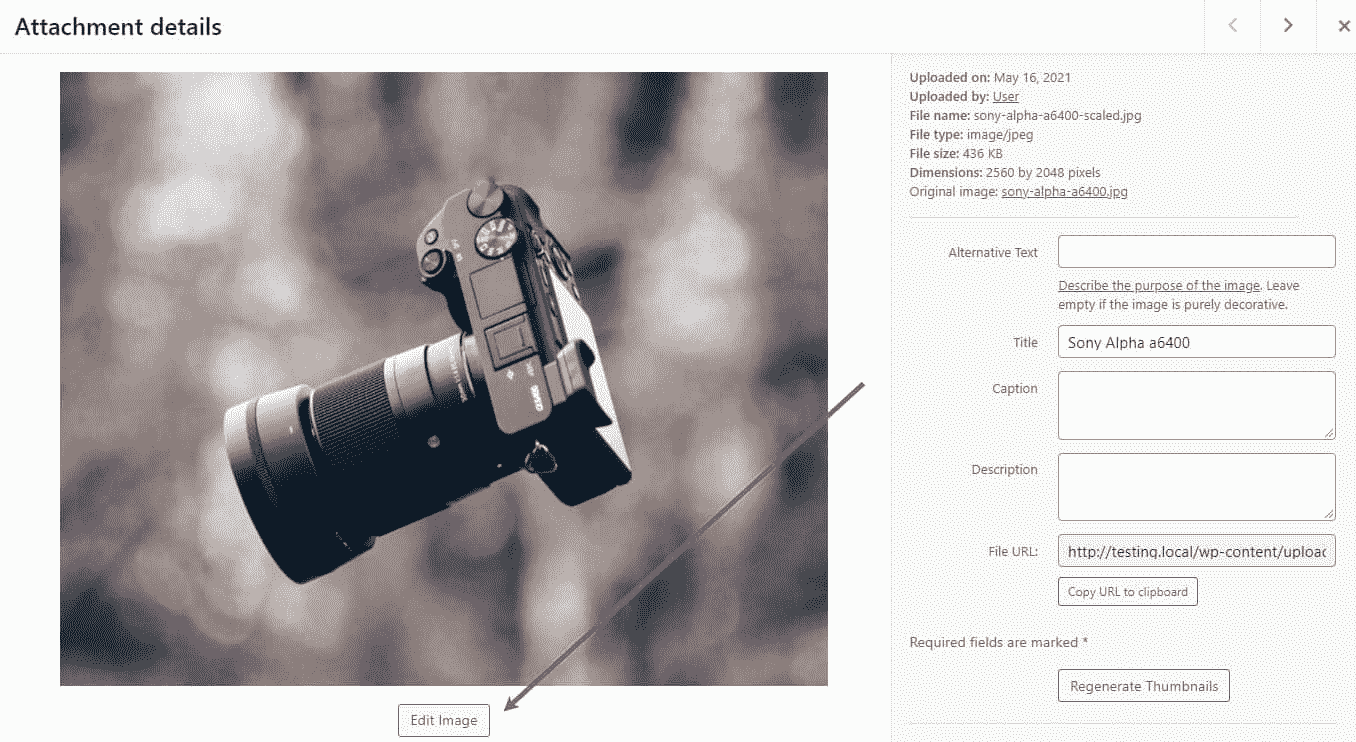 Attachment details
Uploaded on: May 16, 2021
Uploaded by: User
File name: sony-alpha-a6400-scaled.jpg
File type: image/jpeg
File size: 436 KB
Dimensions: 2560 by 2048 pixels
Original image: sony-alpha-a6400.jpg
Alternative Text
Describe the purpose of the image. Leave
empty if the image is purely decorative.
Title Sony Alpha a6400
Caption
Description
File URL: http://testing.local/wp-content/uploac
Copy URL to clipboard
Required fields are marked *
Regenerate Thumbnails
Edit Image